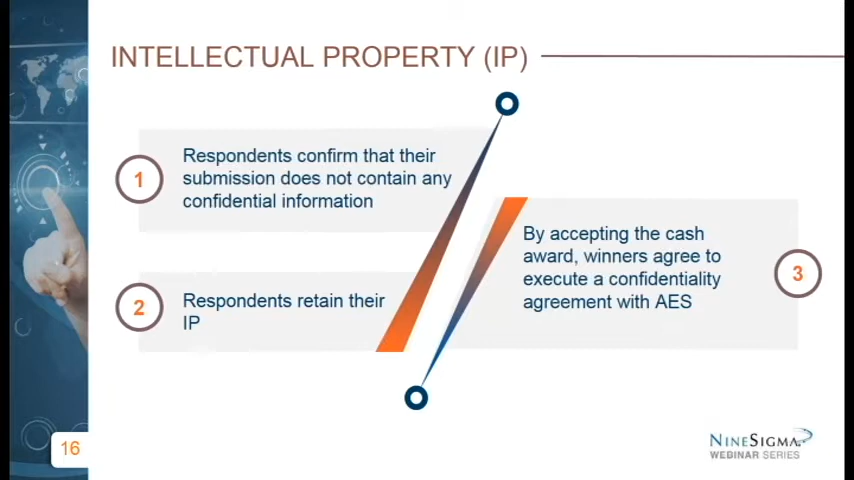 INTELLECTUAL PROPERTY (IP)
1
Respondents confirm that their
submission does not contain any
confidential information
2
Respondents retain their
IP
By accepting the cash
award, winners agree to
execute a confidentiality
agreement with AES
3
16
NINESIGMA
WEBINAR SERIES